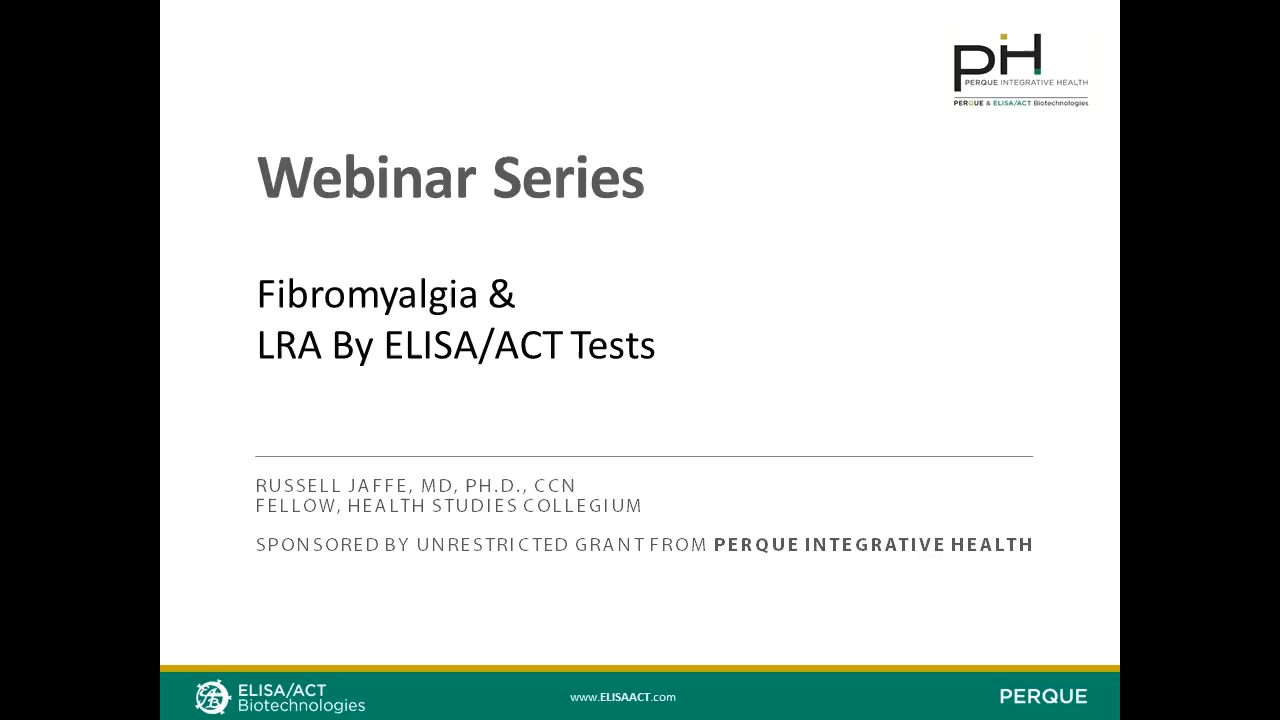 PiH
PERQUE INTEGRATIVE HEALTH
PERQUE & ELISA/ACT Biotechnologies
Webinar Series
Fibromyalgia &
LRA By ELISA/ACT Tests
RUSSELL JAFFE, MD, PH.D., CCN
FELLOW, HEALTH STUDIES COLLEGIUM
SPONSORED BY UNRESTRICTED GRANT FROM PERQUE INTEGRATIVE HEALTH
ELISA/ACT
Biotechnologies
www.ELISAACT.com
PERQUE